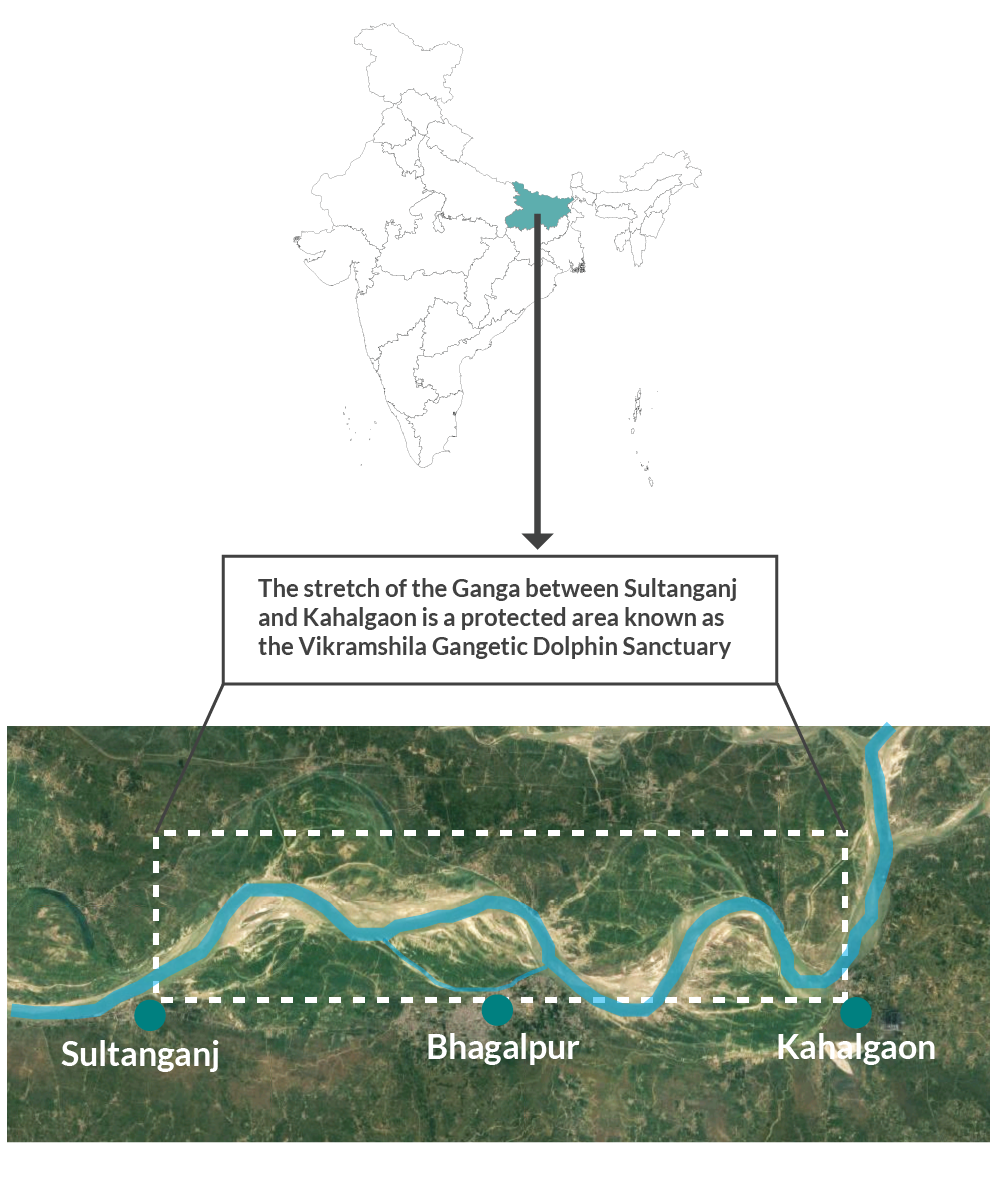 The stretch of the Ganga between Sultanganj
and Kahalgaon is a protected area known as
the Vikramshila Gangetic Dolphin Sanctuary
Sultanganj
Bhagalpur
Kahalgaon